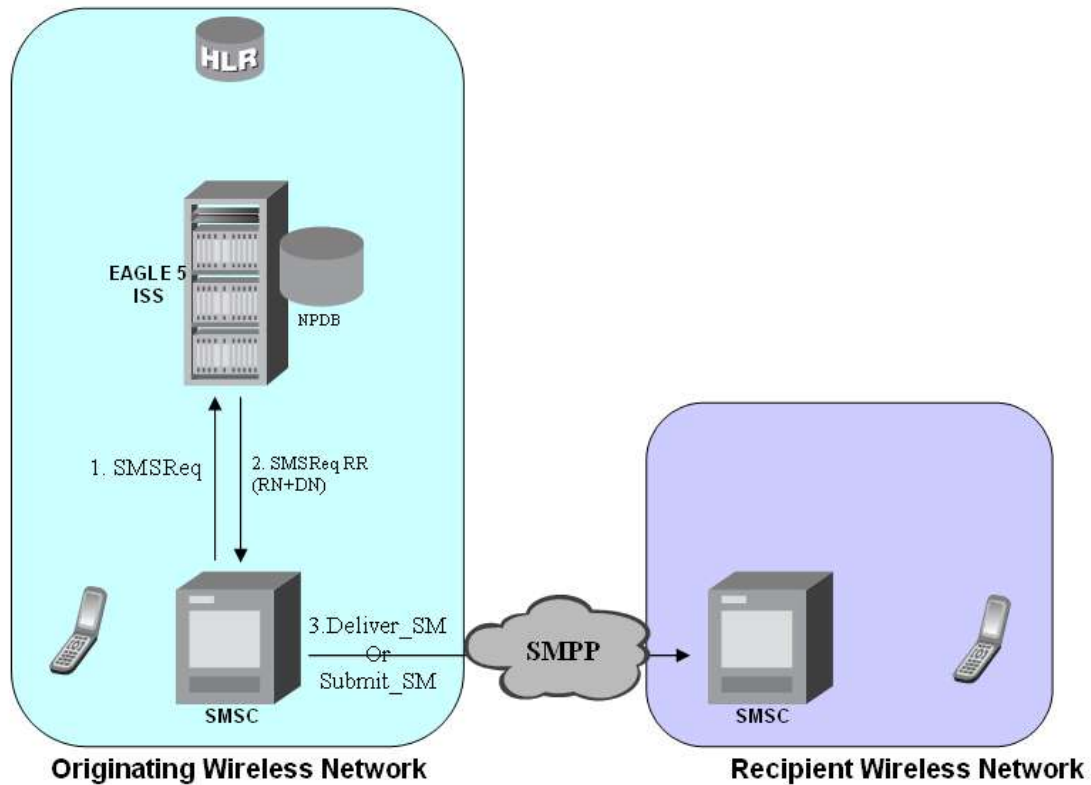 HLR
EAGLE 5
ISS
NPDB
1. SMSReq
2. SMSReq RR
(RN+DN)
3.Deliver_SM
Or
Submit_SM
SMPP
SMSC
SMSC
Originating Wireless Network
Recipient Wireless Network